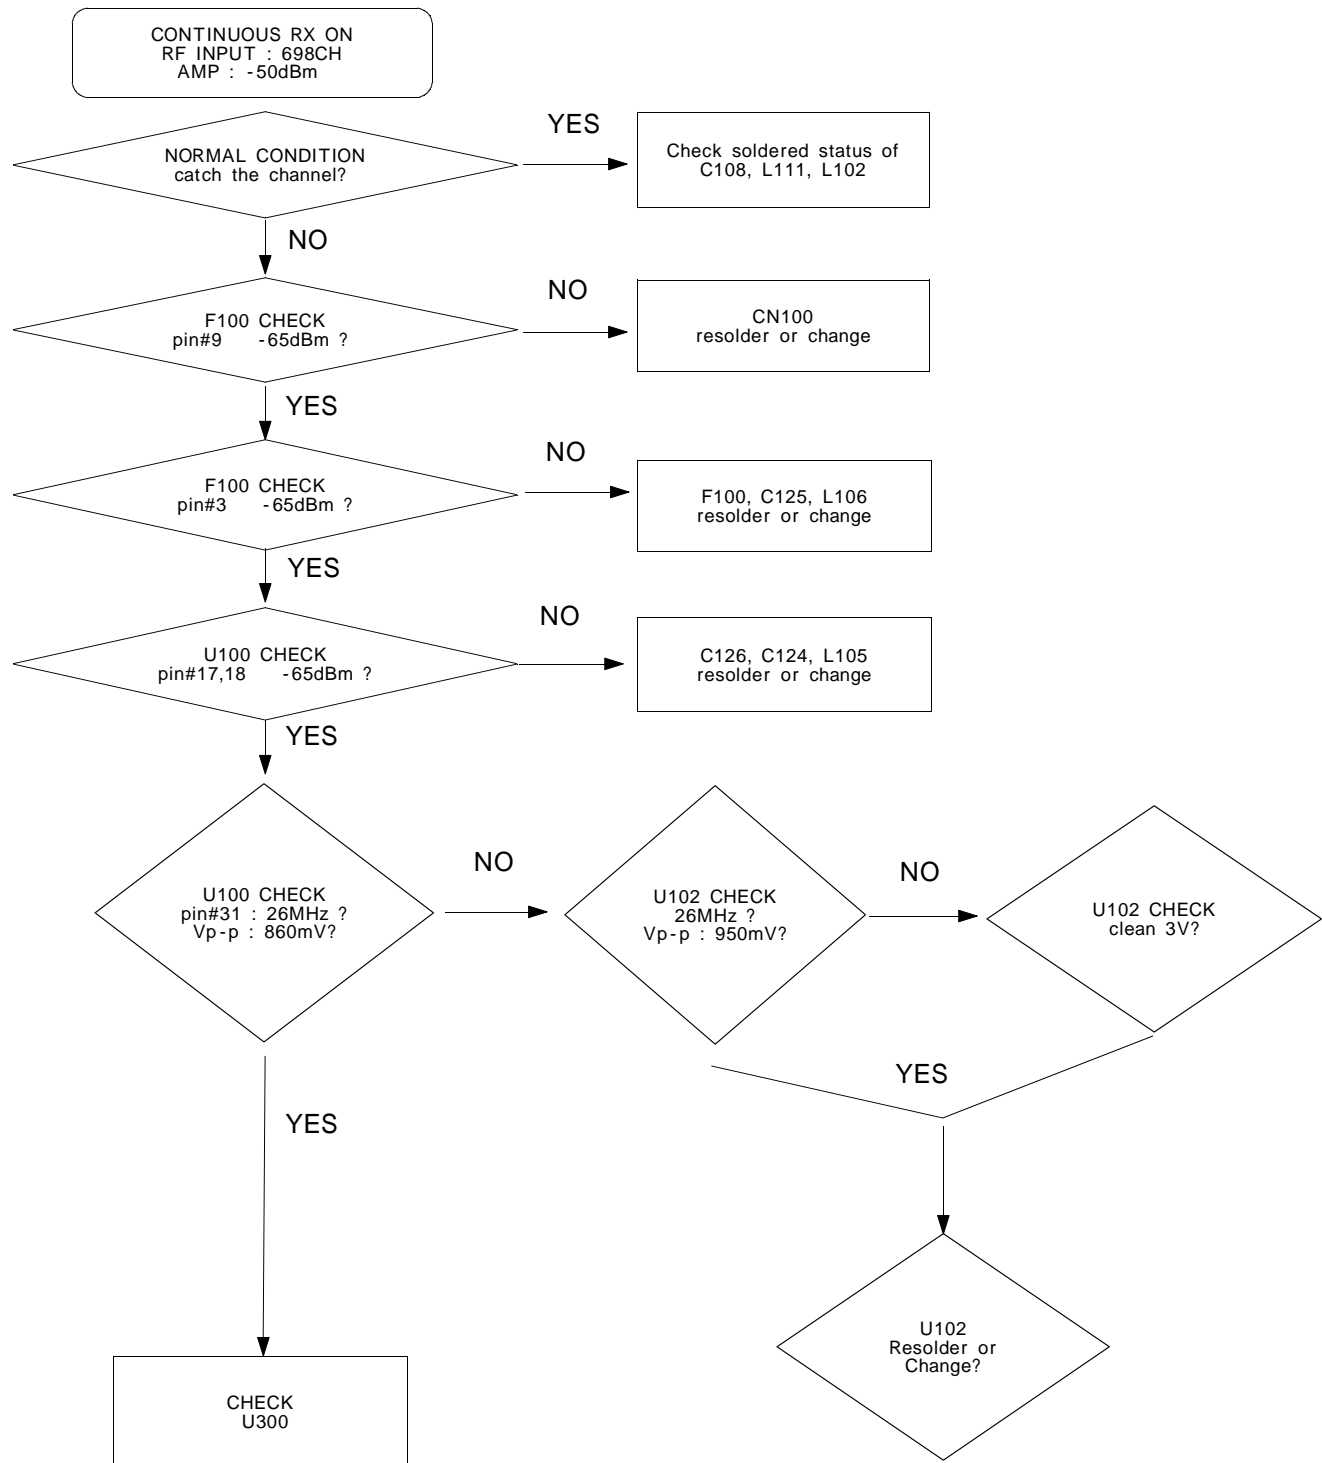 CONTINUOUS RX ON
RF INPUT : 698CH
AMP : -50dBm
NORMAL CONDITION
catch the channel?
YES
Check soldered status of
C108, L111, L102
NO
F100 CHECK
pin#9 -65dBm ?
NO
CN100
resolder or change
YES
F100 CHECK
pin#3 -65dBm ?
NO
F100, C125, L106
resolder or change
YES
U100 CHECK
pin#17,18 -65dBm ?
NO
C126, C124, L105
resolder or change
YES
U100 CHECK
pin#31 : 26MHz ?
Vp-p : 860mV?
NO
U102 CHECK
26MHz ?
Vp-p : 950mV?
NO
U102 CHECK
clean 3V?
YES
YES
U102
Resolder or
Change?
CHECK
U300